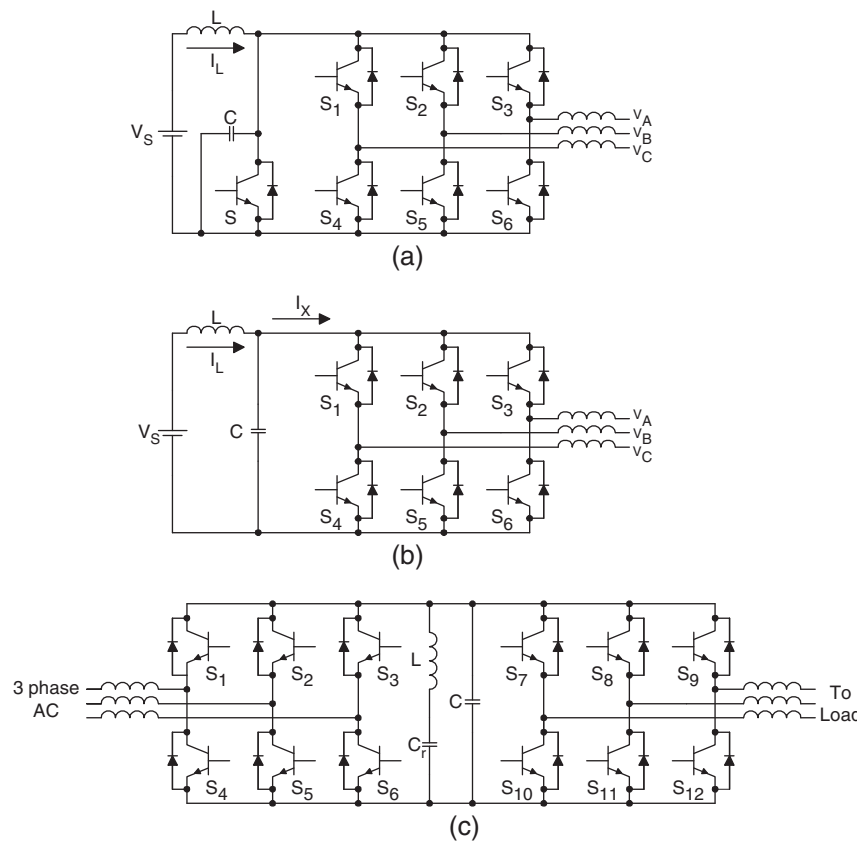 L
I_L
V_S
C
S
S_1 S_2 S_3
V_A
V_B
V_C
S_4 S_5 S_6
(a)
I_X
L
I_L
V_S
C
S_1 S_2 S_3
V_A
V_B
V_C
S_4 S_5 S_6
(b)
3 phase
AC
S_1 S_2 S_3
L
C
C_r
S_7 S_8 S_9
To
Load
S_4 S_5 S_6
S_10 S_11 S_12
(c)